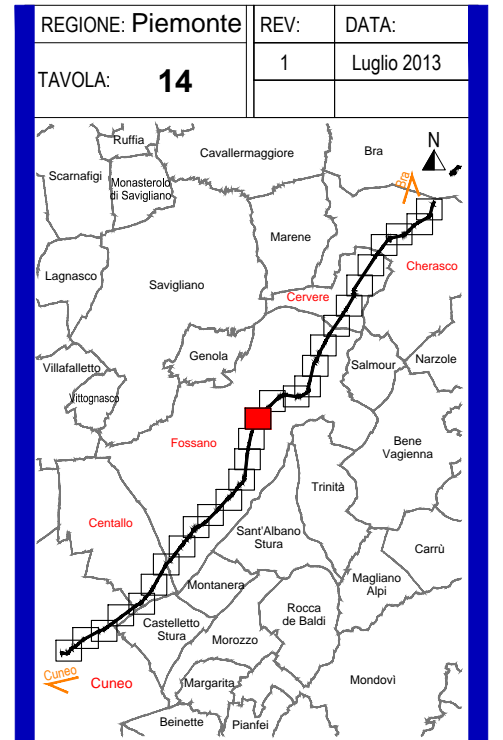 REGIONE: Piemonte
REV:
DATA:
TAVOLA: 14
1
Luglio 2013
Ruffia
Cavallermaggiore
Bra
N
Scarnafigi
Monasterolo
di Savigliano
Bra
Marene
Lagnasco
Savigliano
Cherasco
Cervere
Genola
Salmour
Narzole
Villafalletto
Vittognasco
Fossano
Bene
Vagienna
Trinità
Centallo
Sant'Albano
Stura
Carrù
Montanera
Magliano
Alpi
Castelletto
Stura
Rocca
de Baldi
Morozzo
Cuneo
Cuneo
Margarita
Mondovì
Beinette
Pianfei